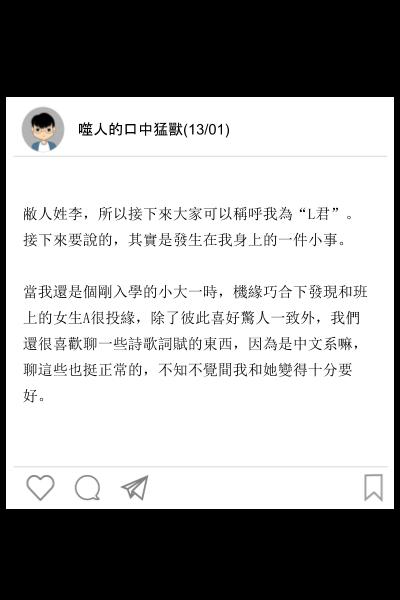 噬人的口中猛獸(13/01)
敝人姓李，所以接下來大家可以稱呼我為“L君”。
接下來要說的，其實是發生在我身上的一件小事。
當我還是個剛入學的小大一時，機緣巧合下發現和班
上的女生A很投緣，除了彼此喜好驚人一致外，我們
還很喜歡聊一些詩歌詞賦的東西，因為是中文系嘛，
聊這些也挺正常的，不知不覺間我和她變得十分要
好。